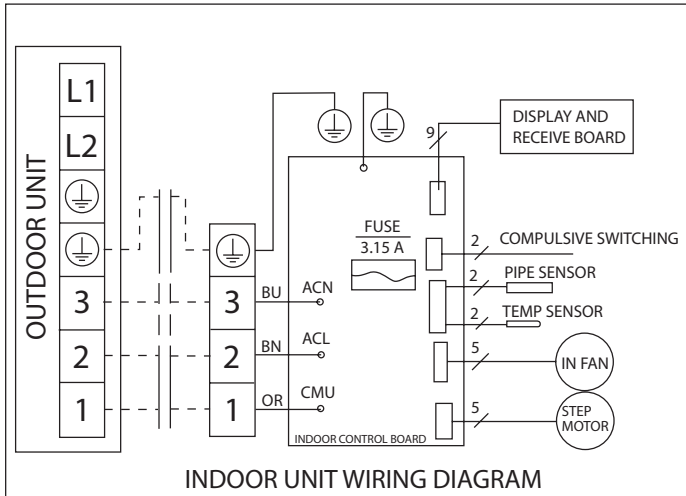 OUTDOOR UNIT
L1
L2
3
2
1
3
2
1
BU
BN
OR
ACN
ACL
CMU
FUSE
3.15 A
INDOOR CONTROL BOARD
9
DISPLAY AND
RECEIVE BOARD
2
COMPULSIVE SWITCHING
2
PIPE SENSOR
2
TEMP SENSOR
5
IN FAN
5
STEP
MOTOR
INDOOR UNIT WIRING DIAGRAM